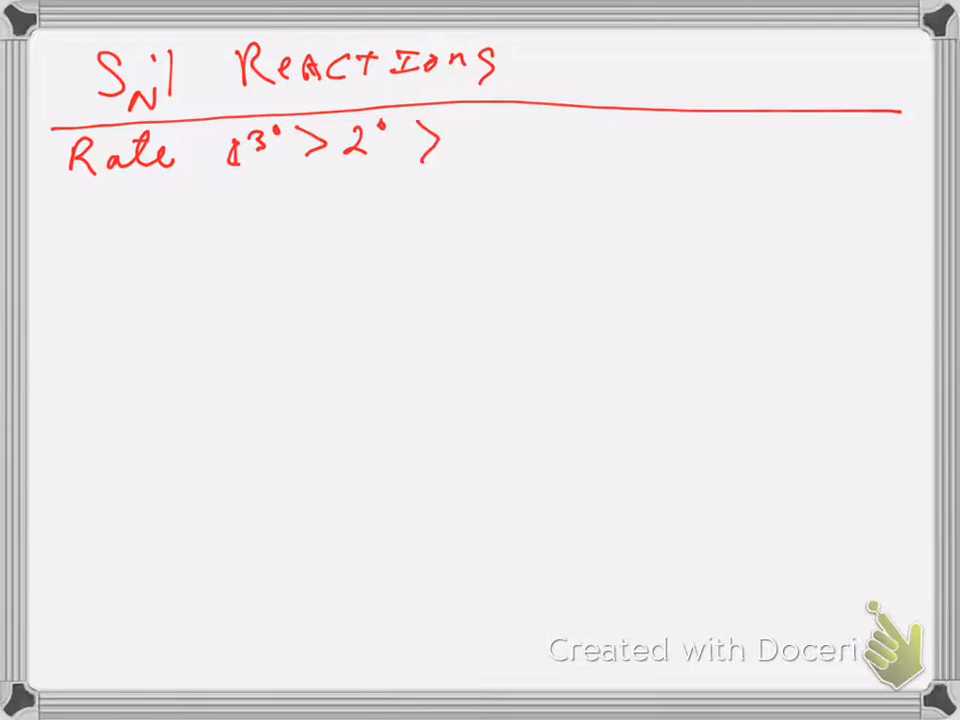 SN1 Reactions
Rate 3° > 2° >
Created with Doceri